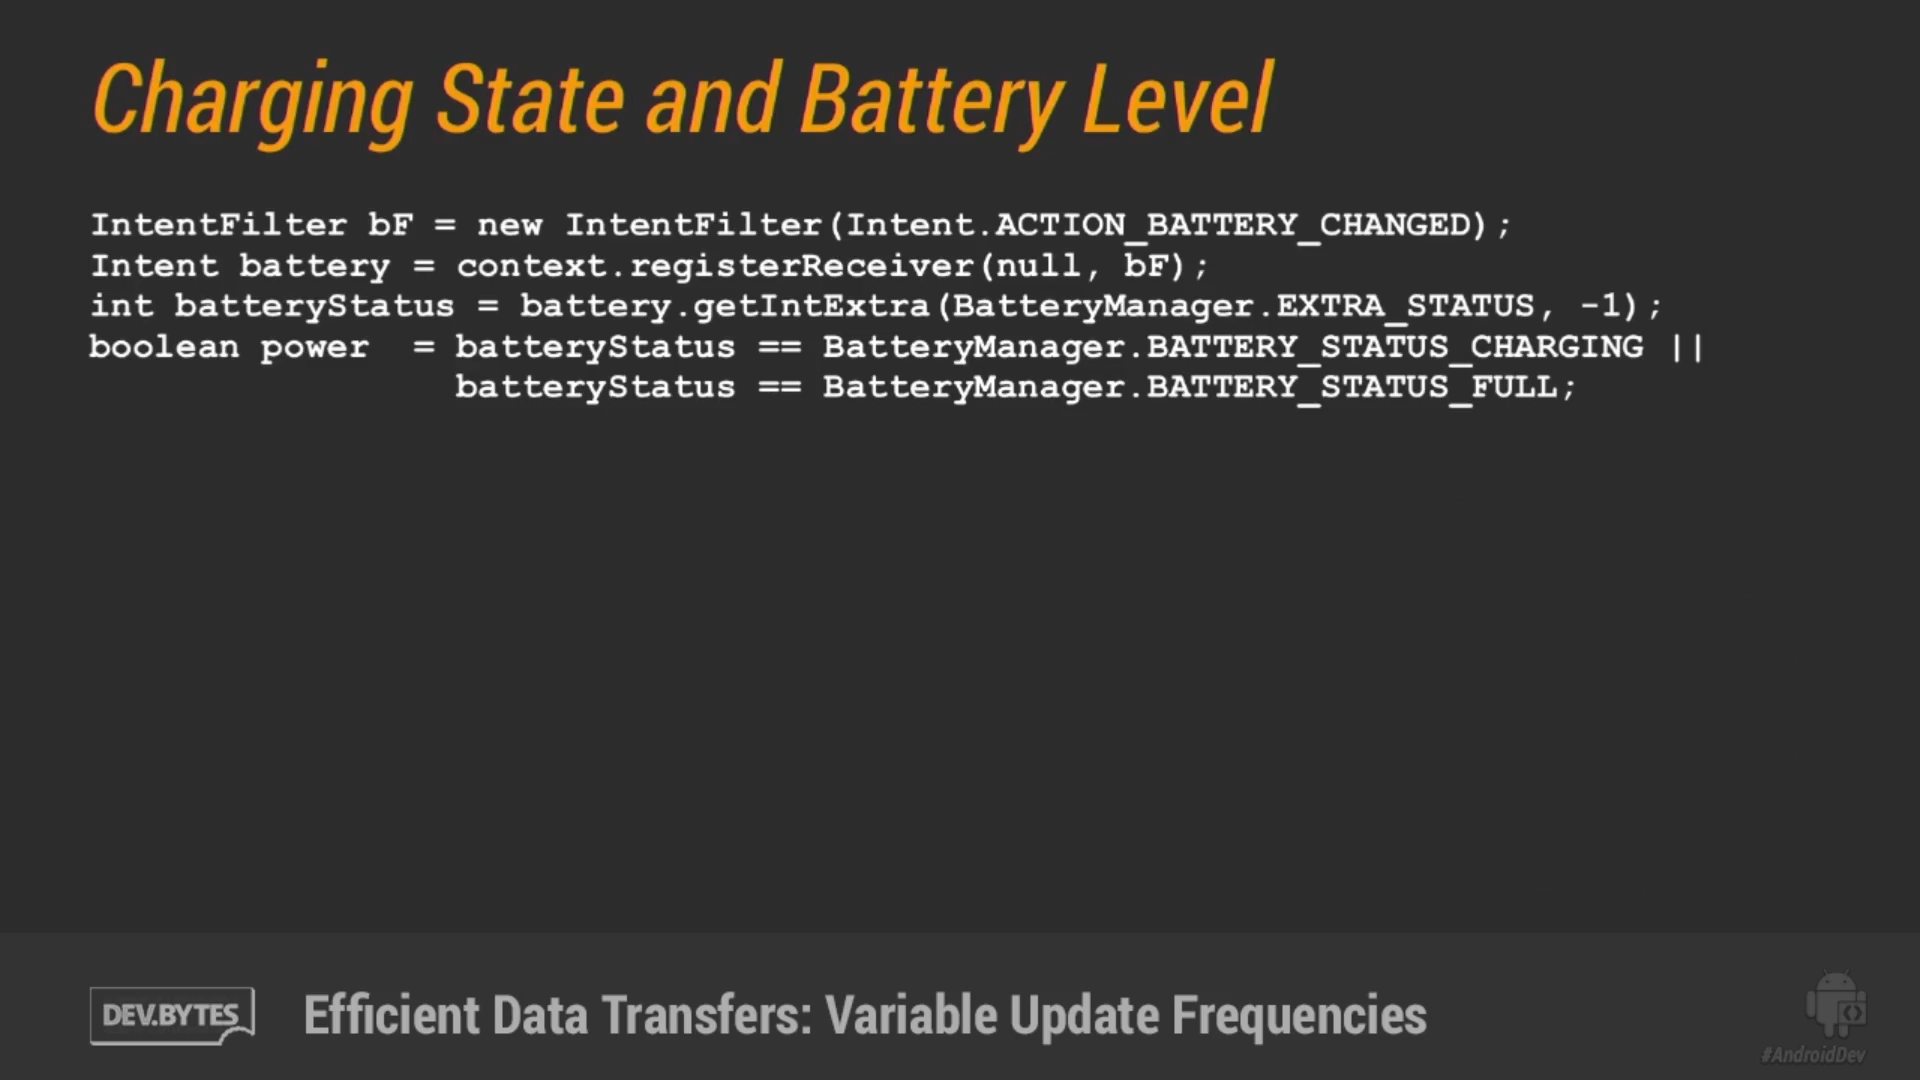 Charging State and Battery Level
IntentFilter bF = new IntentFilter(Intent.ACTION_BATTERY_CHANGED);
Intent battery = context.registerReceiver(null, bF);
int batteryStatus = battery.getIntExtra(BatteryManager.EXTRA_STATUS, -1);
boolean power  = batteryStatus == BatteryManager.BATTERY_STATUS_CHARGING ||
                 batteryStatus == BatteryManager.BATTERY_STATUS_FULL;
DEV.BYTES
Efficient Data Transfers: Variable Update Frequencies
#AndroidDev